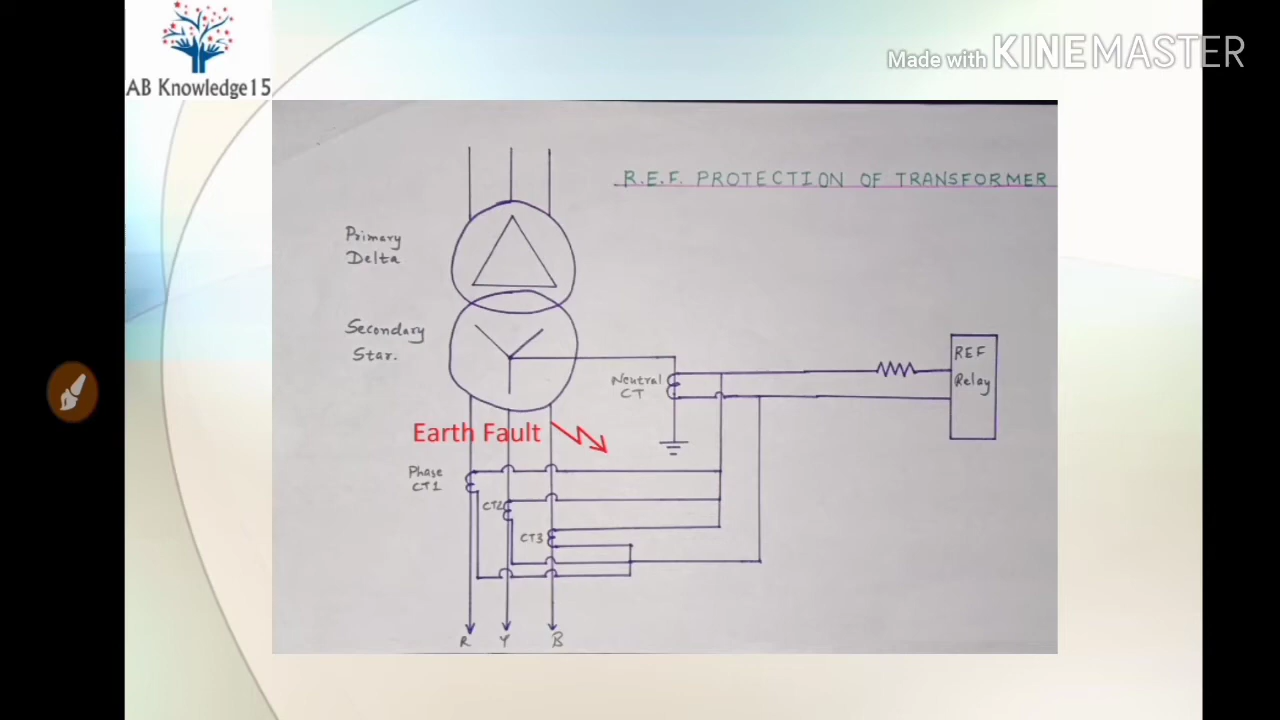 AB Knowledge15
Made with KINEMASTER
R.E.F. PROTECTION OF TRANSFORMER
Primary
Delta
Secondary
Star.
REF
Relay
Neutral
CT
Earth Fault
Phase
CT1
CT2
CT3
R Y B